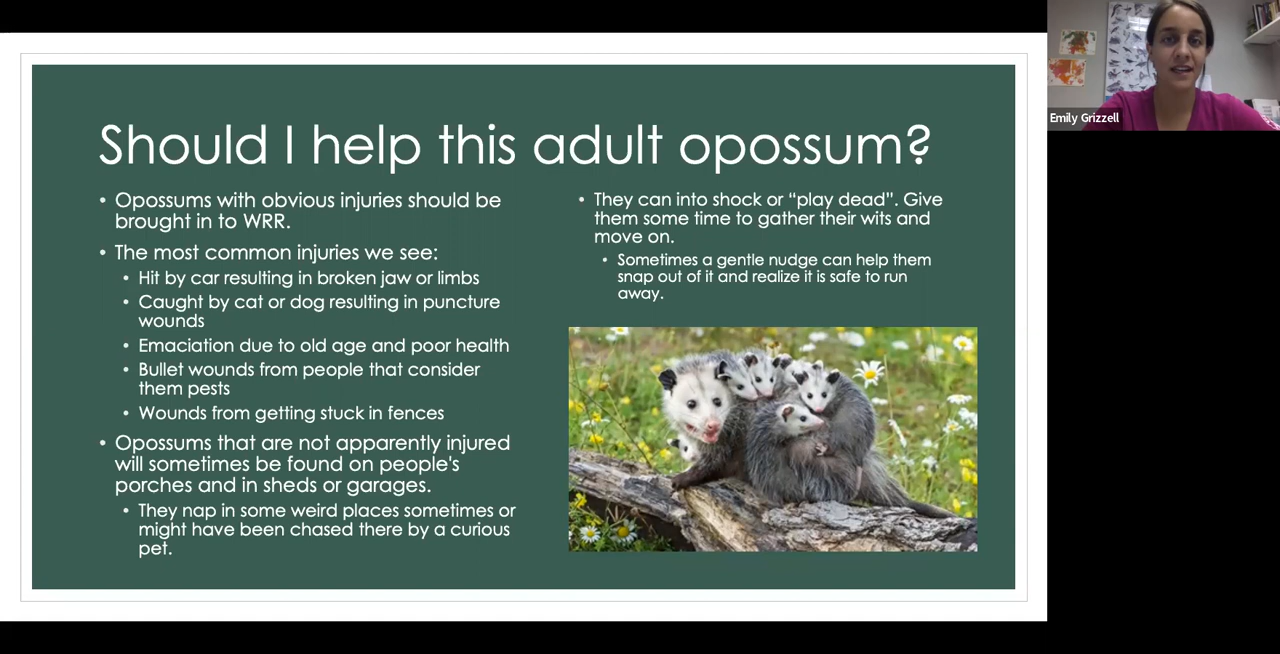 Should I help this adult opossum?
• Opossums with obvious injuries should be
brought in to WRR.
• The most common injuries we see:
• Hit by car resulting in broken jaw or limbs
• Caught by cat or dog resulting in puncture
wounds
• Emaciation due to old age and poor health
• Bullet wounds from people that consider
them pests
• Wounds from getting stuck in fences
• Opossums that are not apparently injured
will sometimes be found on people's
porches and in sheds or garages.
• They nap in some weird places sometimes or
might have been chased there by a curious
pet.
• They can into shock or “play dead”. Give
them some time to gather their wits and
move on.
• Sometimes a gentle nudge can help them
snap out of it and realize it is safe to run
away.
Emily Grizzell